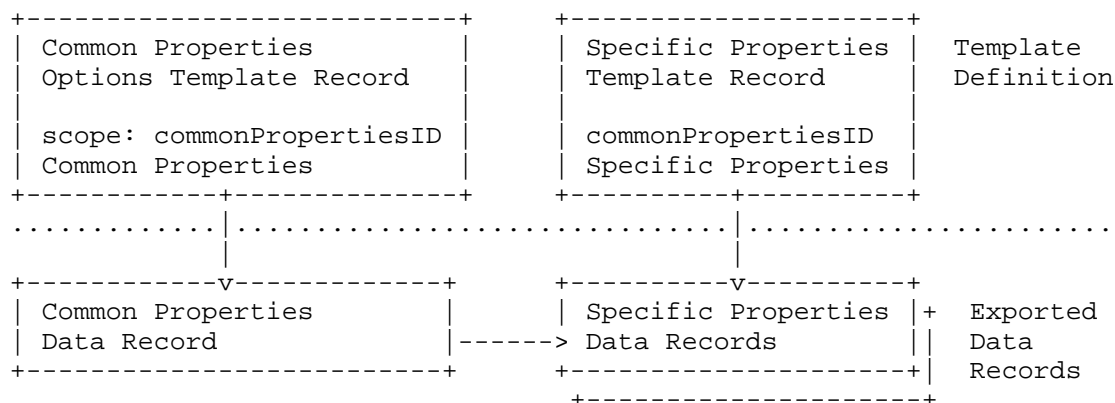 Common Properties Specific Properties Template
Options Template Record Template Record Definition
scope: commonPropertiesID commonPropertiesID
Common Properties Specific Properties
Common Properties Specific Properties Exported
Data Record Data Records Data
Records